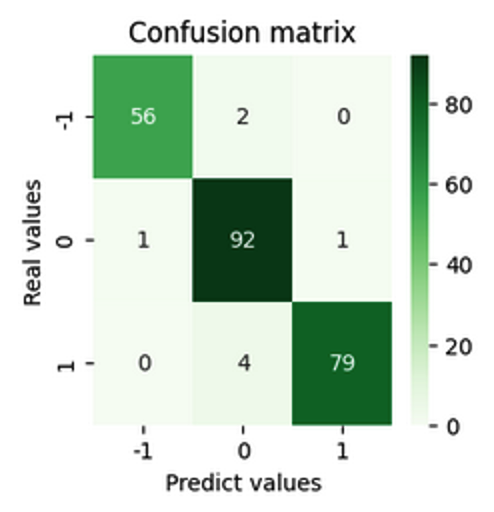 Confusion matrix
-1 56 2 0
0 1 92 1
1 0 4 79
-1 0 1
Real values
Predict values
80
60
40
20
0